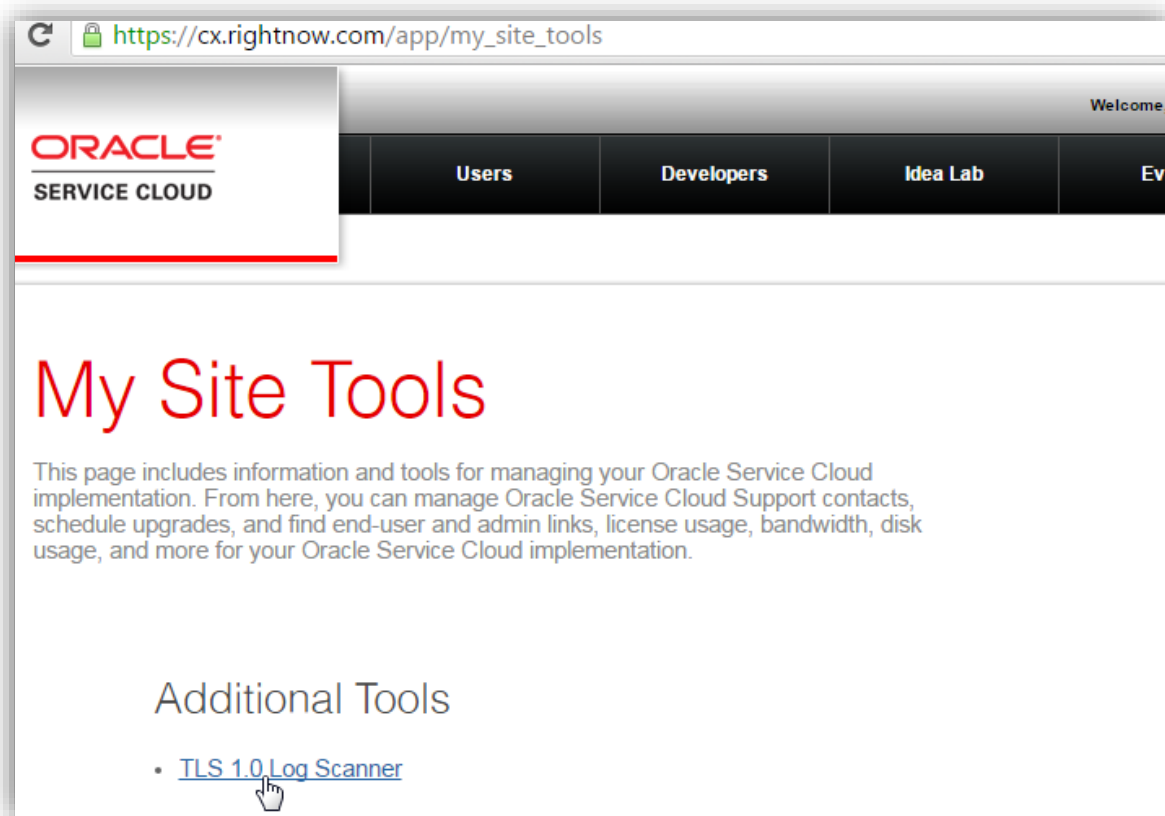 https://cx.rightnow.com/app/my_site_tools
Welcome,
ORACLE
SERVICE CLOUD
Users Developers Idea Lab Ev
My Site Tools
This page includes information and tools for managing your Oracle Service Cloud
implementation. From here, you can manage Oracle Service Cloud Support contacts,
schedule upgrades, and find end-user and admin links, license usage, bandwidth, disk
usage, and more for your Oracle Service Cloud implementation.
Additional Tools
• TLS 1.0 Log Scanner